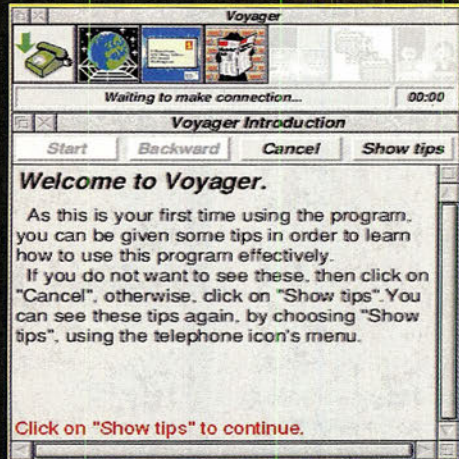 Voyager
Waiting to make connection... 00:00
Voyager Introduction
Start Backward Cancel Show tips
Welcome to Voyager.
As this is your first time using the program,
you can be given some tips in order to learn
how to use this program effectively.
If you do not want to see these, then click on
"Cancel", otherwise, click on "Show tips".You
can see these tips again, by choosing "Show
tips", using the telephone icon's menu.
Click on "Show tips" to continue.